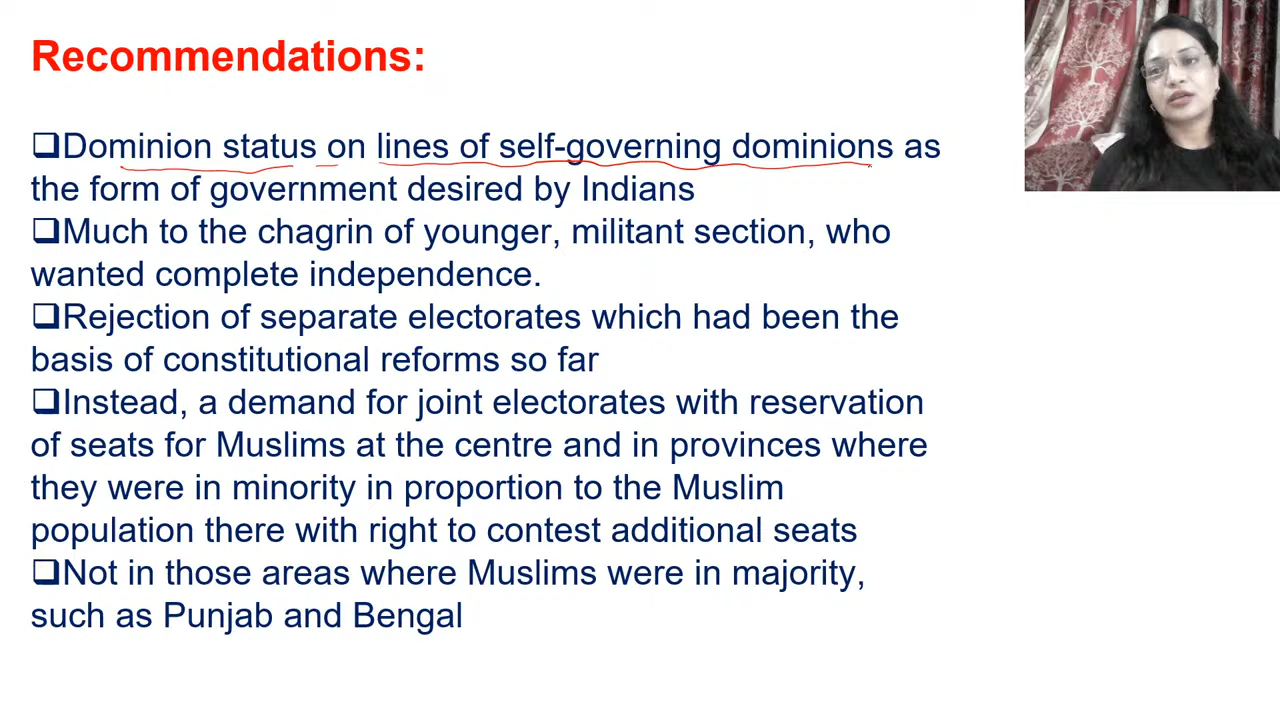 Recommendations:
❑Dominion status on lines of self-governing dominions as
the form of government desired by Indians
❑Much to the chagrin of younger, militant section, who
wanted complete independence.
❑Rejection of separate electorates which had been the
basis of constitutional reforms so far
❑Instead, a demand for joint electorates with reservation
of seats for Muslims at the centre and in provinces where
they were in minority in proportion to the Muslim
population there with right to contest additional seats
❑Not in those areas where Muslims were in majority,
such as Punjab and Bengal